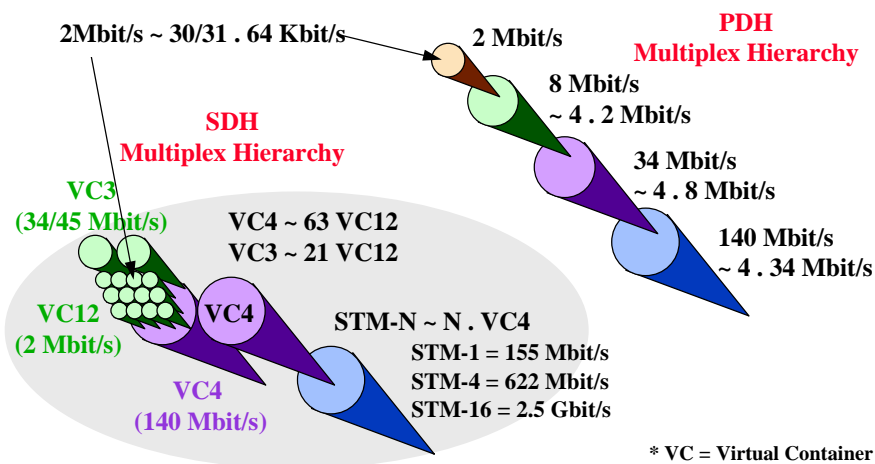 2Mbit/s ~ 30/31 . 64 Kbit/s
2 Mbit/s
PDH
Multiplex Hierarchy
8 Mbit/s
~ 4 . 2 Mbit/s
34 Mbit/s
~ 4 . 8 Mbit/s
140 Mbit/s
~ 4 . 34 Mbit/s
SDH
Multiplex Hierarchy
VC3
(34/45 Mbit/s)
VC4 ~ 63 VC12
VC3 ~ 21 VC12
VC12
(2 Mbit/s)
VC4
VC4
(140 Mbit/s)
STM-N ~ N . VC4
STM-1 = 155 Mbit/s
STM-4 = 622 Mbit/s
STM-16 = 2.5 Gbit/s
* VC = Virtual Container